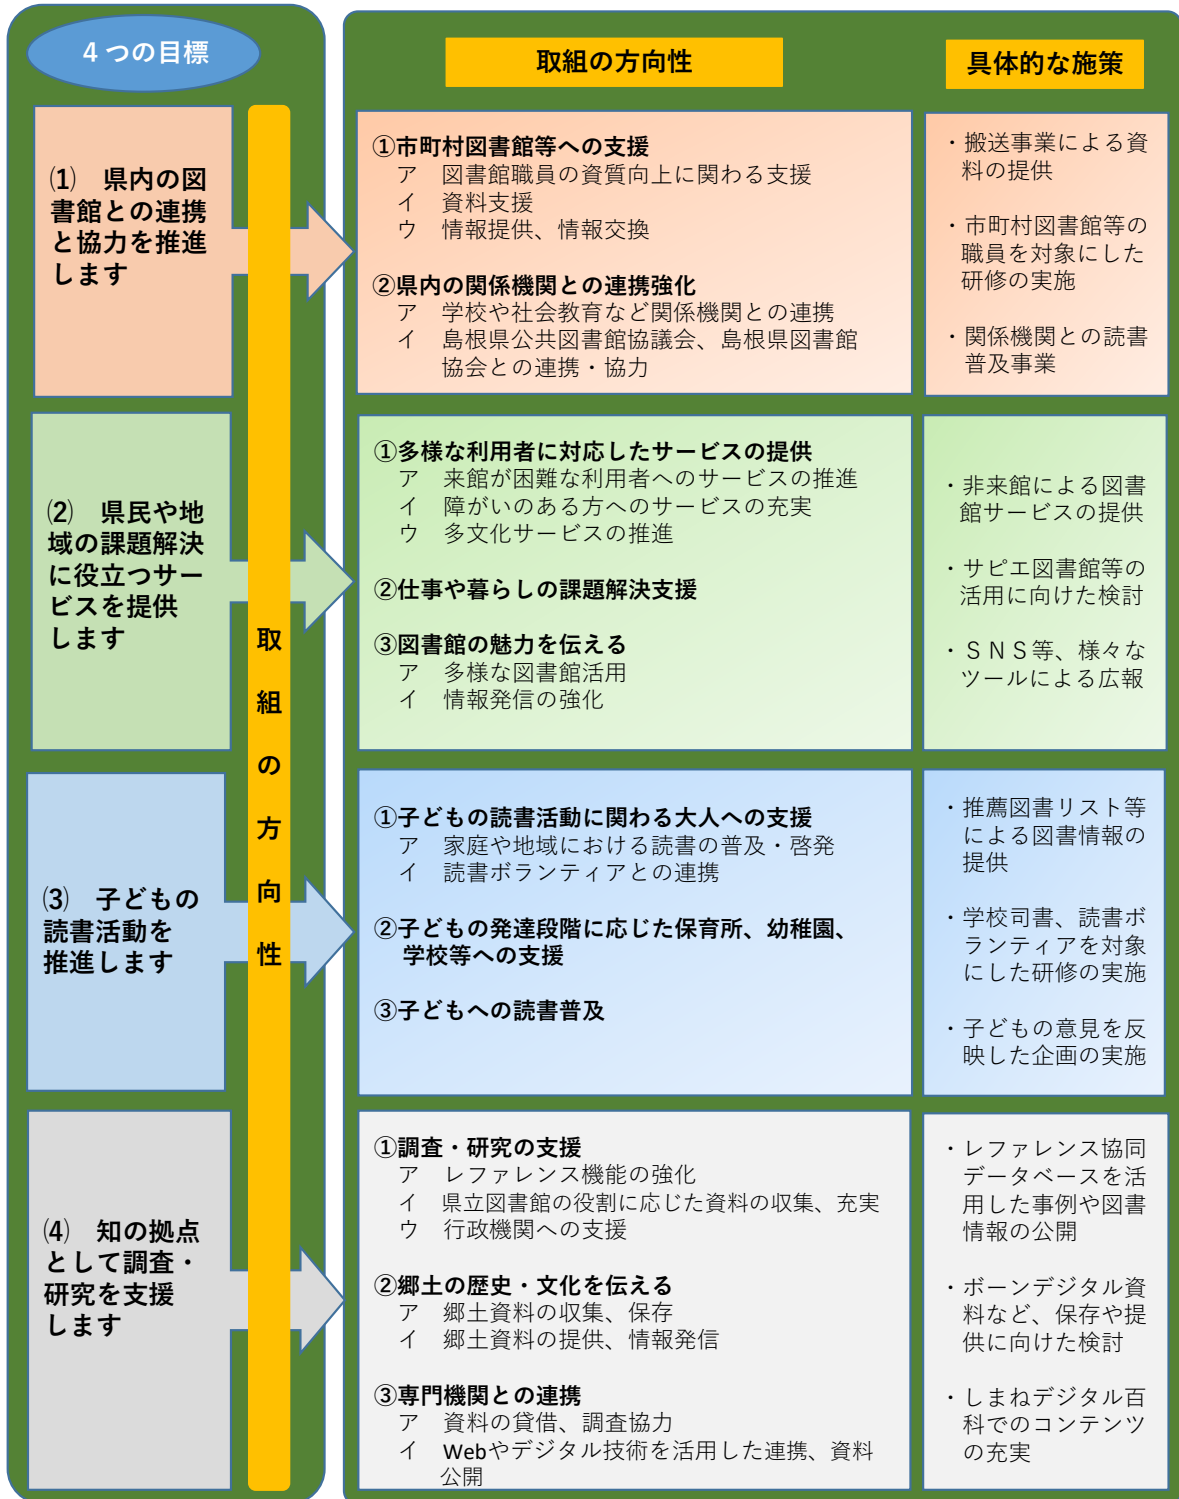 4つの目標
取組の方向性
具体的な施策
取組の方向性
⑴　県内の図
書館との連携
と協力を推進
します
①市町村図書館等への支援
ア　図書館職員の資質向上に関わる支援
イ　資料支援
ウ　情報提供、情報交換
②県内の関係機関との連携強化
ア　学校や社会教育など関係機関との連携
イ　島根県公共図書館協議会、島根県図書館
協会との連携・協力
・搬送事業による資
料の提供
・市町村図書館等の
職員を対象にした
研修の実施
・関係機関との読書
普及事業
⑵　県民や地
域の課題解決
に役立つサー
ビスを提供
します
①多様な利用者に対応したサービスの提供
ア　来館が困難な利用者へのサービスの推進
イ　障がいのある方へのサービスの充実
ウ　多文化サービスの推進
②仕事や暮らしの課題解決支援
③図書館の魅力を伝える
ア　多様な図書館活用
イ　情報発信の強化
・非来館による図書
館サービスの提供
・サピエ図書館等の
活用に向けた検討
・ＳＮＳ等、様々な
ツールによる広報
⑶　子どもの
読書活動を
推進します
①子どもの読書活動に関わる大人への支援
ア　家庭や地域における読書の普及・啓発
イ　読書ボランティアとの連携
②子どもの発達段階に応じた保育所、幼稚園、
学校等への支援
③子どもへの読書普及
・推薦図書リスト等
による図書情報の
提供
・学校司書、読書ボ
ランティアを対象
にした研修の実施
・子どもの意見を反
映した企画の実施
⑷　知の拠点
として調査・
研究を支援
します
①調査・研究の支援
ア　レファレンス機能の強化
イ　県立図書館の役割に応じた資料の収集、充実
ウ　行政機関への支援
②郷土の歴史・文化を伝える
ア　郷土資料の収集、保存
イ　郷土資料の提供、情報発信
③専門機関との連携
ア　資料の貸借、調査協力
イ　Webやデジタル技術を活用した連携、資料
公開
・レファレンス協同
データベースを活
用した事例や図書
情報の公開
・ボーンデジタル資
料など、保存や提
供に向けた検討
・しまねデジタル百
科でのコンテンツ
の充実